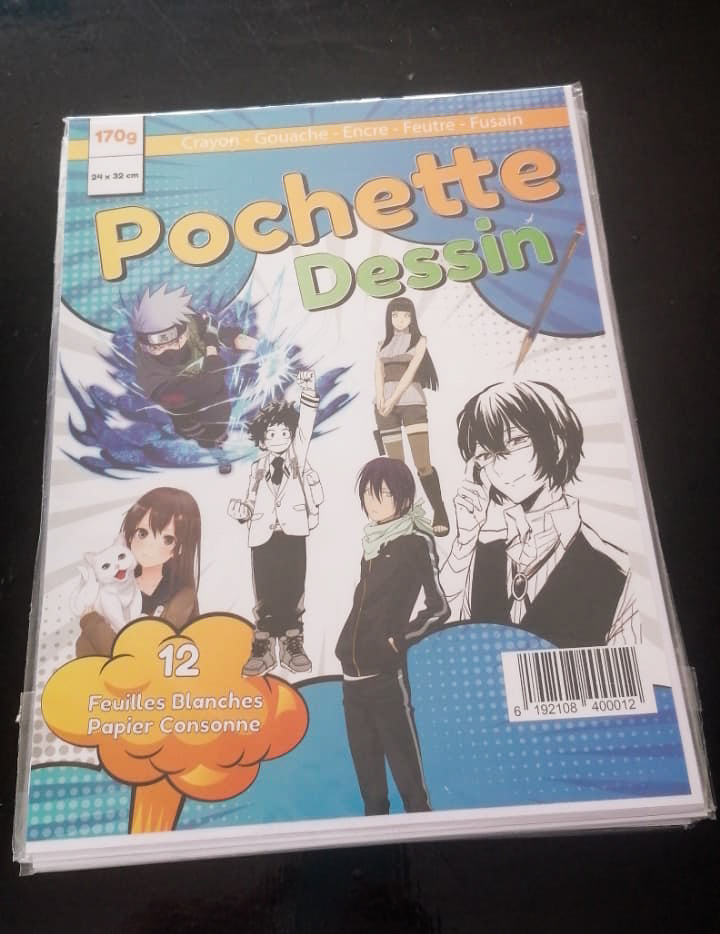 170g
24 x 32 cm
Crayon - Gouache - Encre - Feutre - Fusain
Pochette
Dessin
12
Feuilles Blanches
Papier Consonne
6 192108 400012